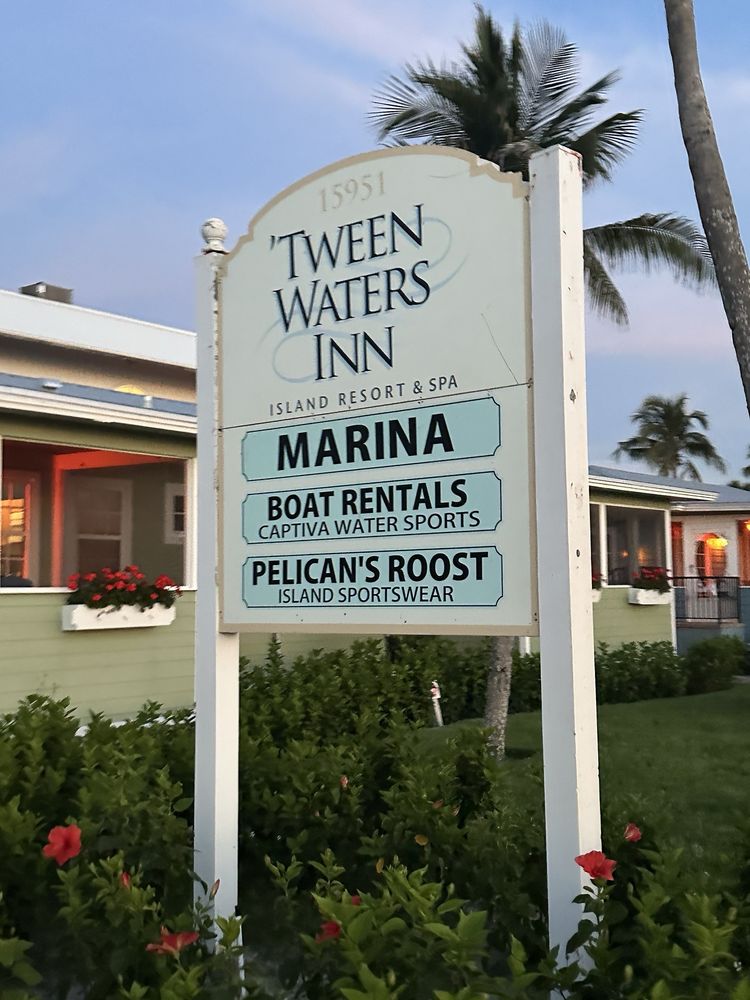 15951
'TWEEN
WATERS
INN
ISLAND RESORT & SPA
MARINA
BOAT RENTALS
CAPTIVA WATER SPORTS
PELICAN'S ROOST
ISLAND SPORTSWEAR